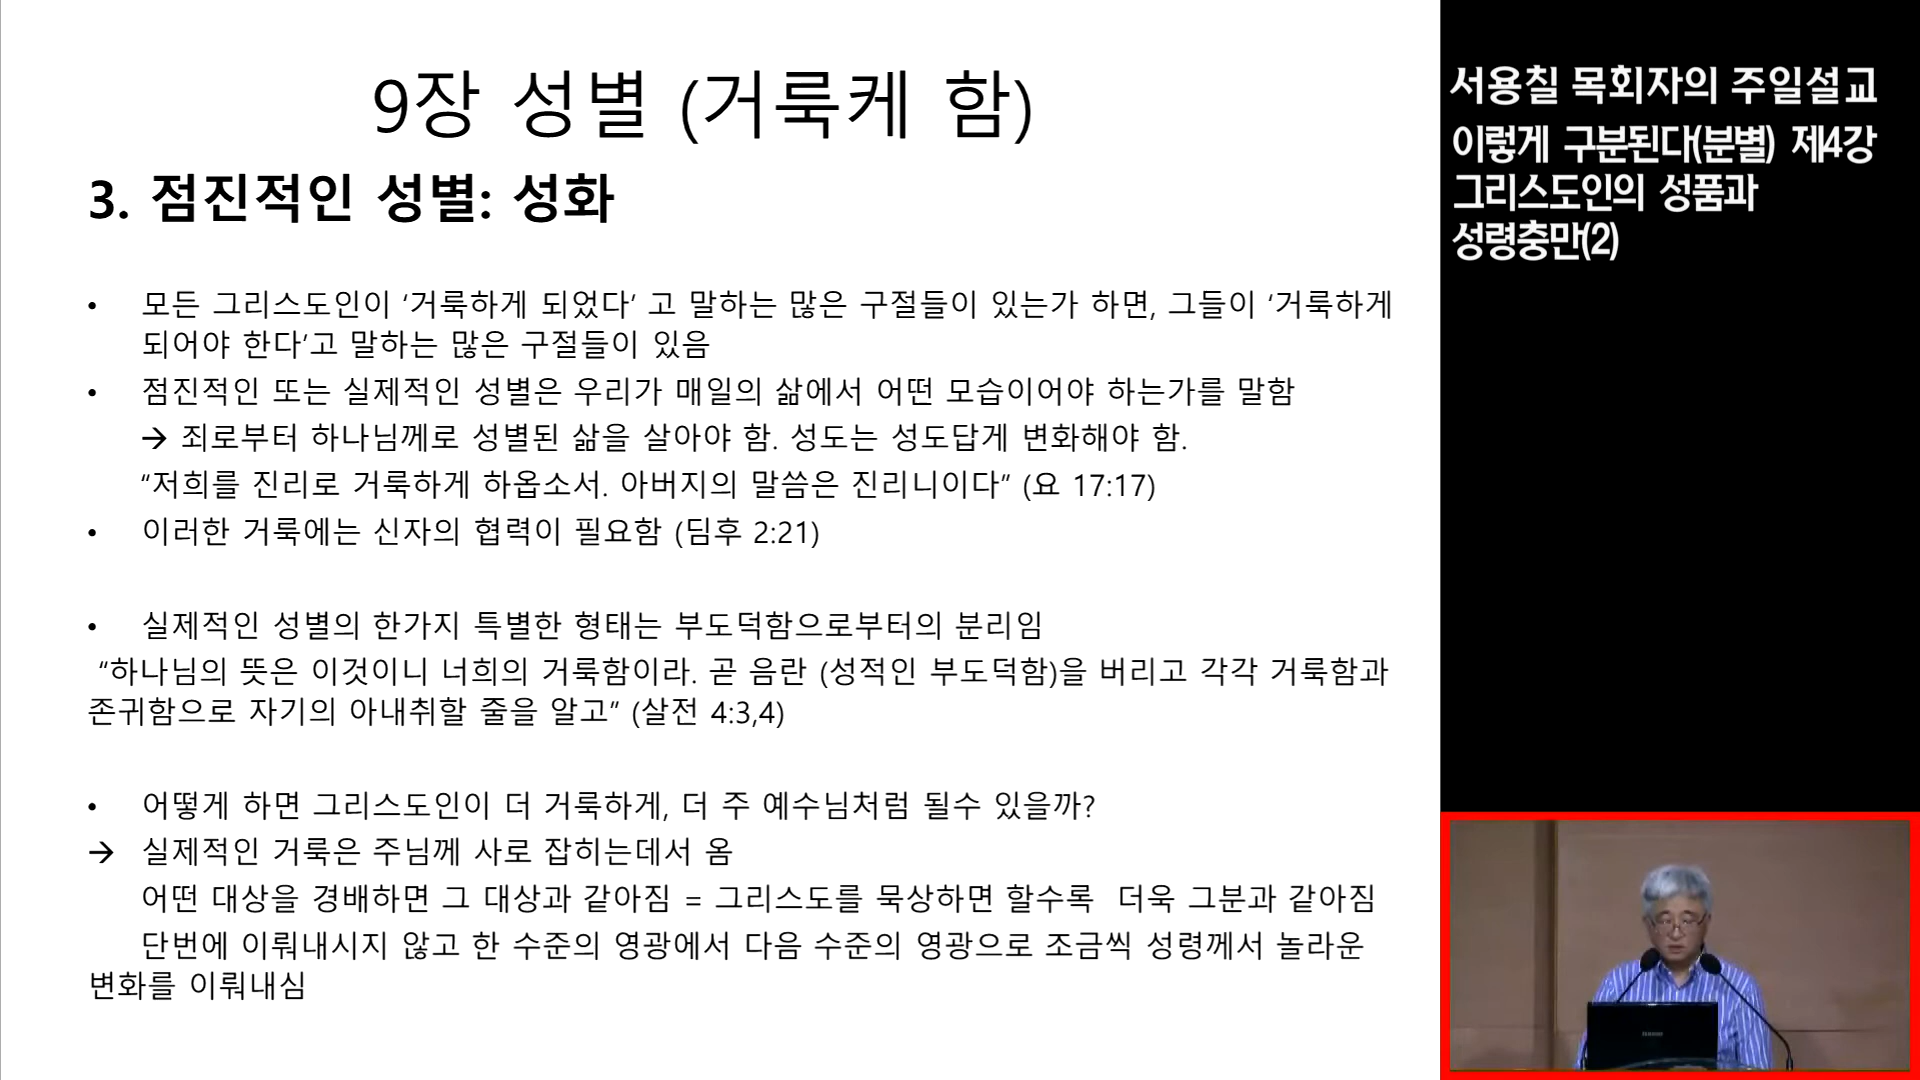 9장 성별 (거룩케 함)
3. 점진적인 성별: 성화
• 모든 그리스도인이 ‘거룩하게 되었다’ 고 말하는 많은 구절들이 있는가 하면, 그들이 ‘거룩하게
되어야 한다’고 말하는 많은 구절들이 있음
• 점진적인 또는 실제적인 성별은 우리가 매일의 삶에서 어떤 모습이어야 하는가를 말함
→ 죄로부터 하나님께로 성별된 삶을 살아야 함. 성도는 성도답게 변화해야 함.
“저희를 진리로 거룩하게 하옵소서. 아버지의 말씀은 진리니이다” (요 17:17)
• 이러한 거룩에는 신자의 협력이 필요함 (딤후 2:21)
• 실제적인 성별의 한가지 특별한 형태는 부도덕함으로부터의 분리임
“하나님의 뜻은 이것이니 너희의 거룩함이라. 곧 음란 (성적인 부도덕함)을 버리고 각각 거룩함과
존귀함으로 자기의 아내취할 줄을 알고” (살전 4:3,4)
• 어떻게 하면 그리스도인이 더 거룩하게, 더 주 예수님처럼 될수 있을까?
→ 실제적인 거룩은 주님께 사로 잡히는데서 옴
어떤 대상을 경배하면 그 대상과 같아짐 = 그리스도를 묵상하면 할수록 더욱 그분과 같아짐
단번에 이뤄내시지 않고 한 수준의 영광에서 다음 수준의 영광으로 조금씩 성령께서 놀라운
변화를 이뤄내심
서용칠 목회자의 주일설교
이렇게 구분된다(분별) 제4강
그리스도인의 성품과
성령충만(2)
SAMSUNG